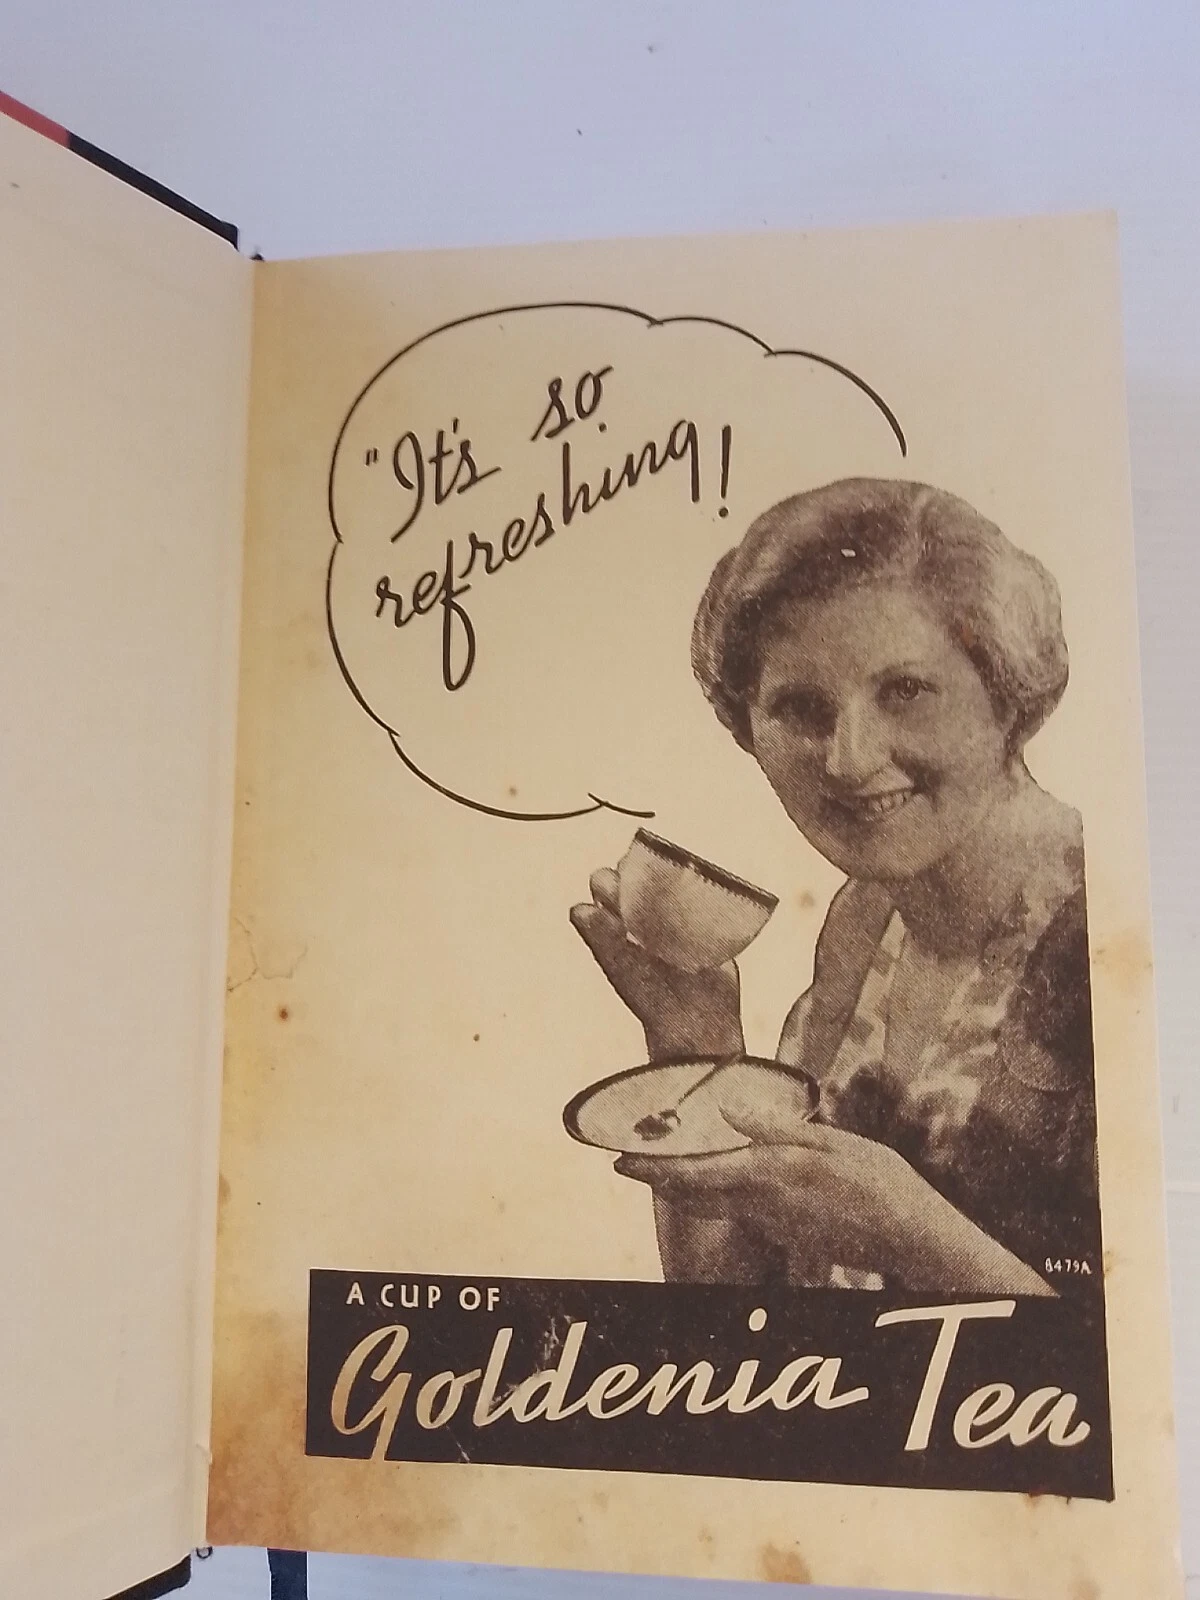 "It's so
refreshing!
8479A
A CUP OF
Goldenia Tea